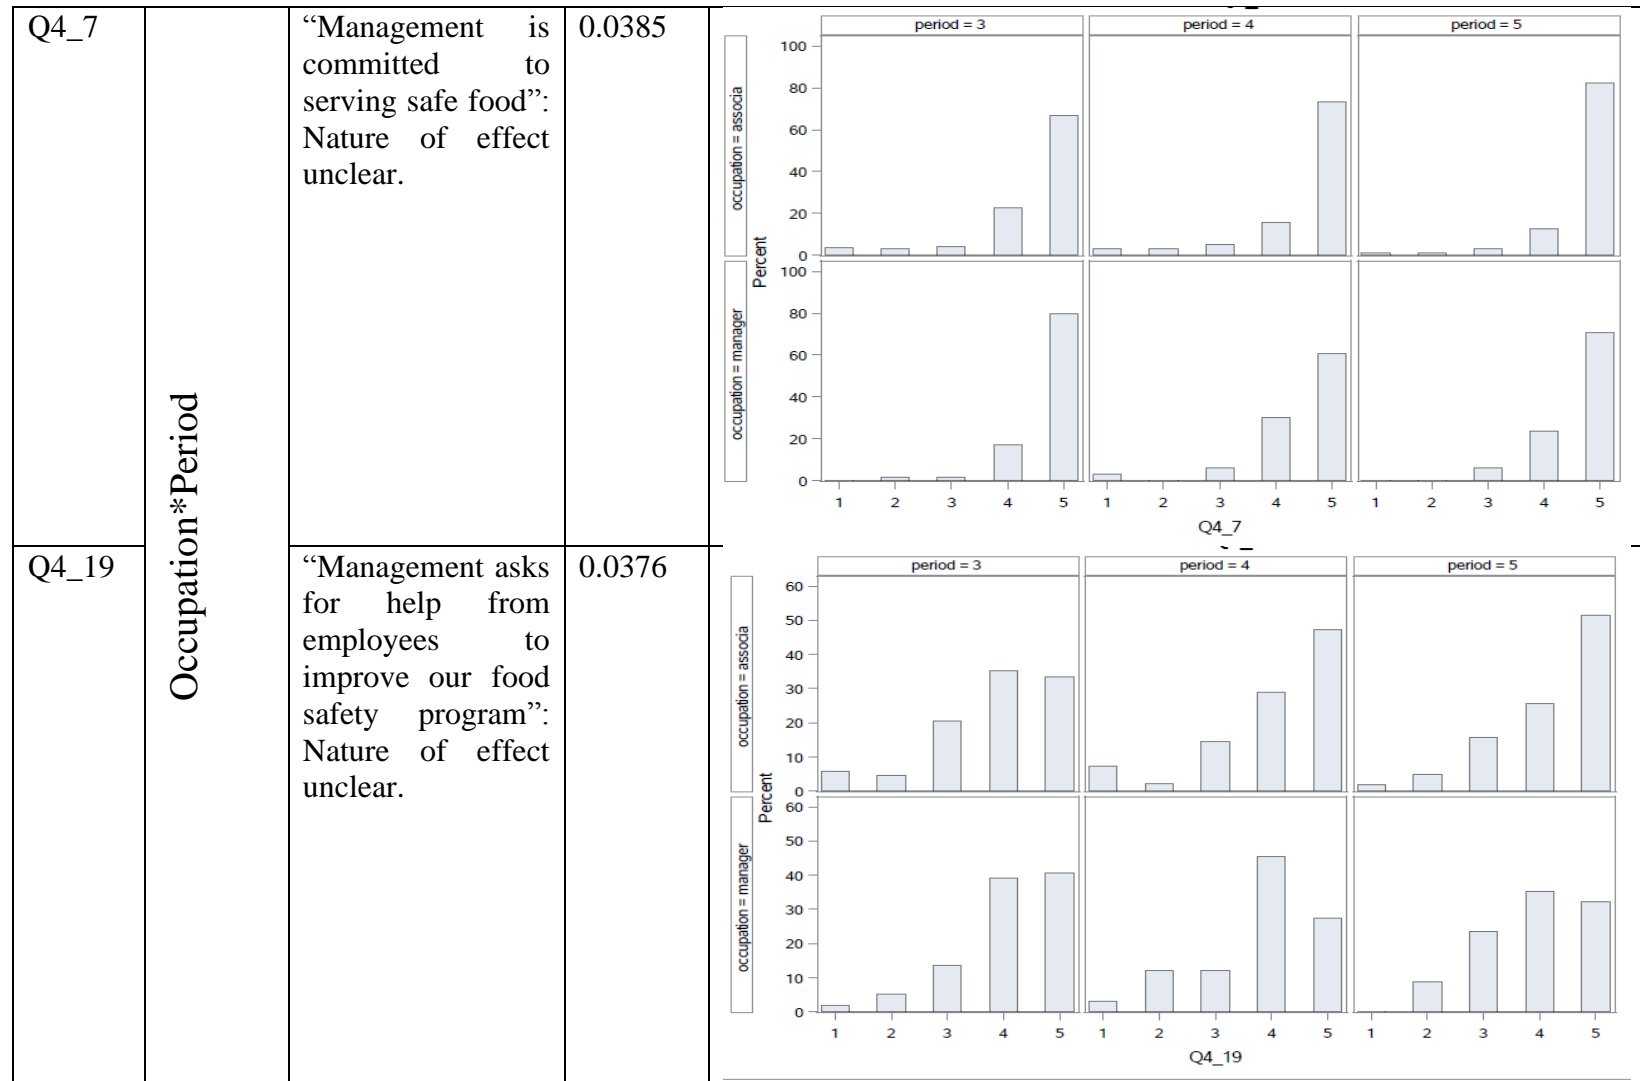 Q4_7
Occupation*Period
“Management is
committed to
serving safe food”:
Nature of effect
unclear.
0.0385
period = 3 period = 4 period = 5
occupation = associa
occupation = manager
Percent
100
80
60
40
20
0
100
80
60
40
20
0
1 2 3 4 5 1 2 3 4 5 1 2 3 4 5
Q4_7
Q4_19
“Management asks
for help from
employees to
improve our food
safety program”:
Nature of effect
unclear.
0.0376
period = 3 period = 4 period = 5
occupation = associa
occupation = manager
Percent
60
50
40
30
20
10
0
60
50
40
30
20
10
0
1 2 3 4 5 1 2 3 4 5 1 2 3 4 5
Q4_19